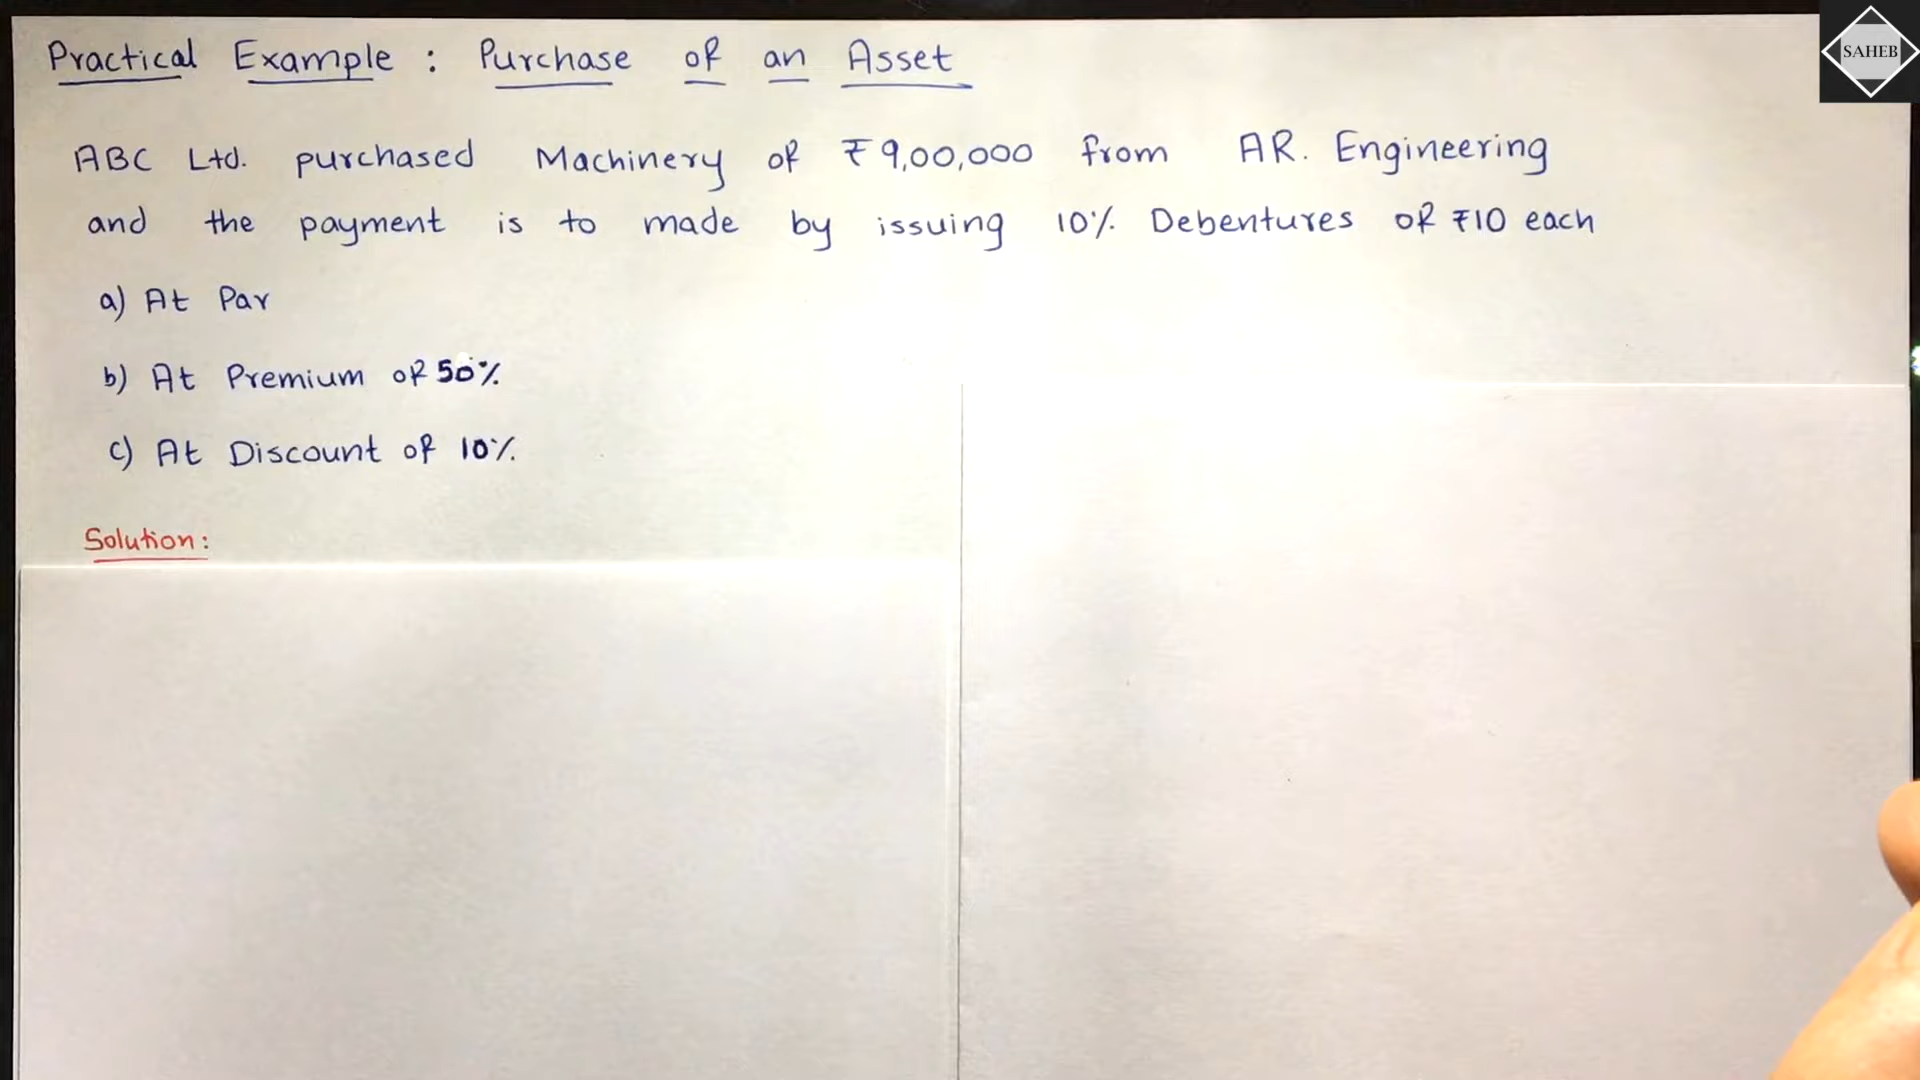 Practical Example : Purchase of an Asset
SAHEB
ABC Ltd. purchased Machinery of ₹9,00,000 from AR. Engineering
and the payment is to made by issuing 10% Debentures of ₹10 each
a) At Par
b) At Premium of 50%
c) At Discount of 10%
Solution: